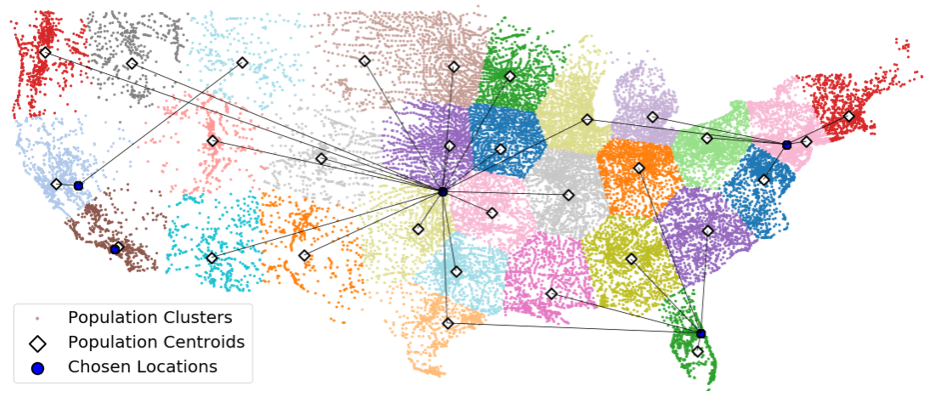 Population Clusters
Population Centroids
Chosen Locations